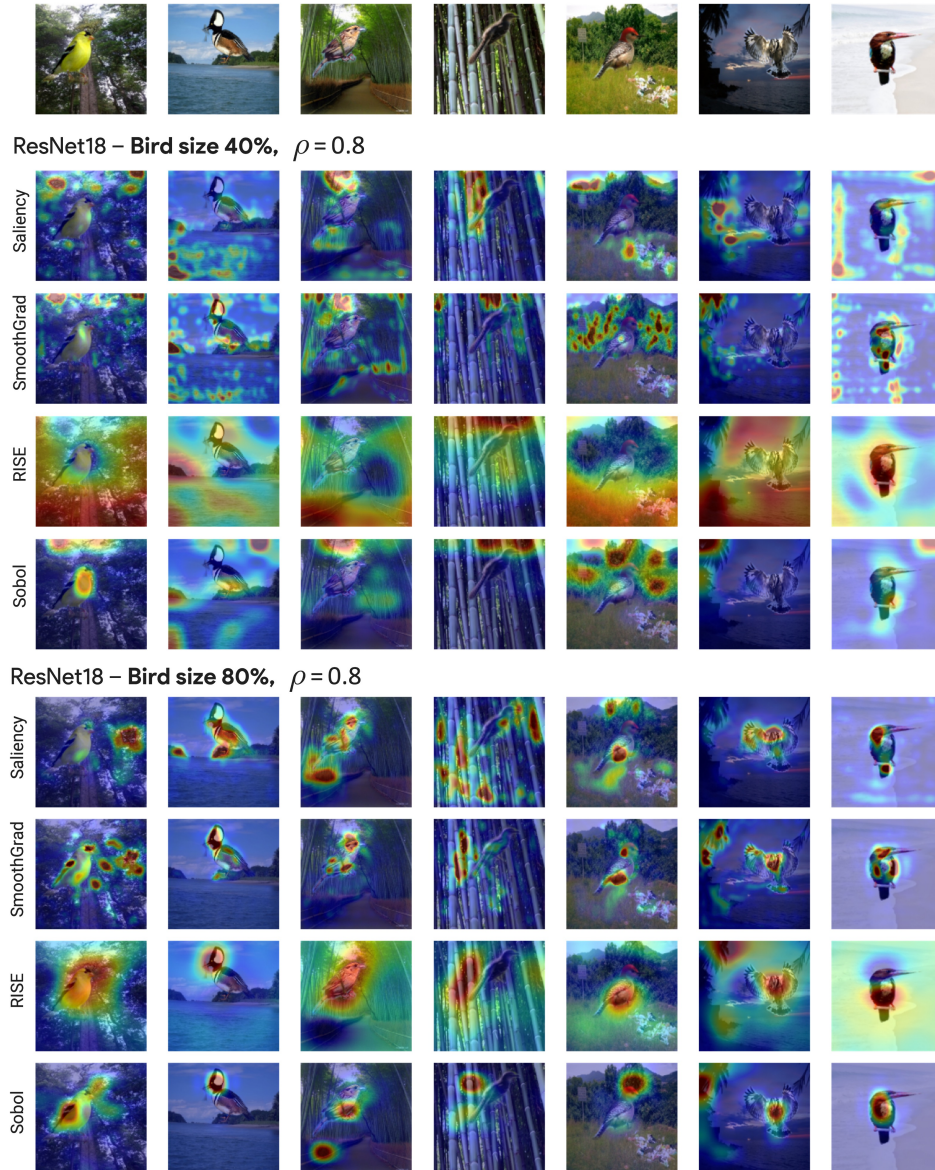 ResNet18 – Bird size 40%, ρ = 0.8
Saliency
SmoothGrad
RISE
Sobol
ResNet18 – Bird size 80%, ρ = 0.8
Saliency
SmoothGrad
RISE
Sobol